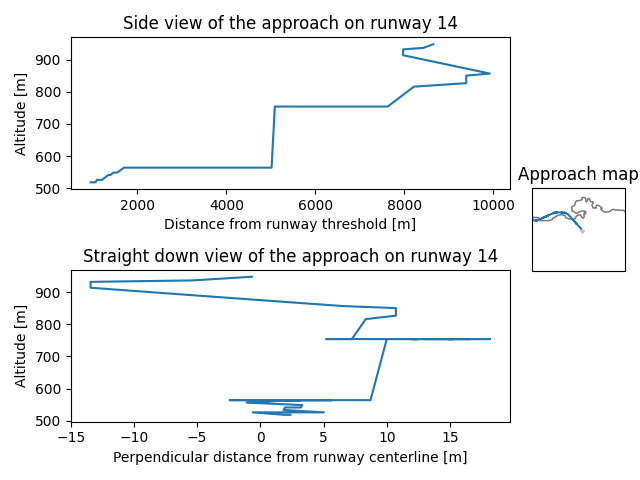 Side view of the approach on runway 14
900
800
700
600
500
Altitude [m]
2000 4000 6000 8000 10000
Distance from runway threshold [m]
Approach map
Straight down view of the approach on runway 14
900
800
700
600
500
Altitude [m]
−15 −10 −5 0 5 10 15
Perpendicular distance from runway centerline [m]